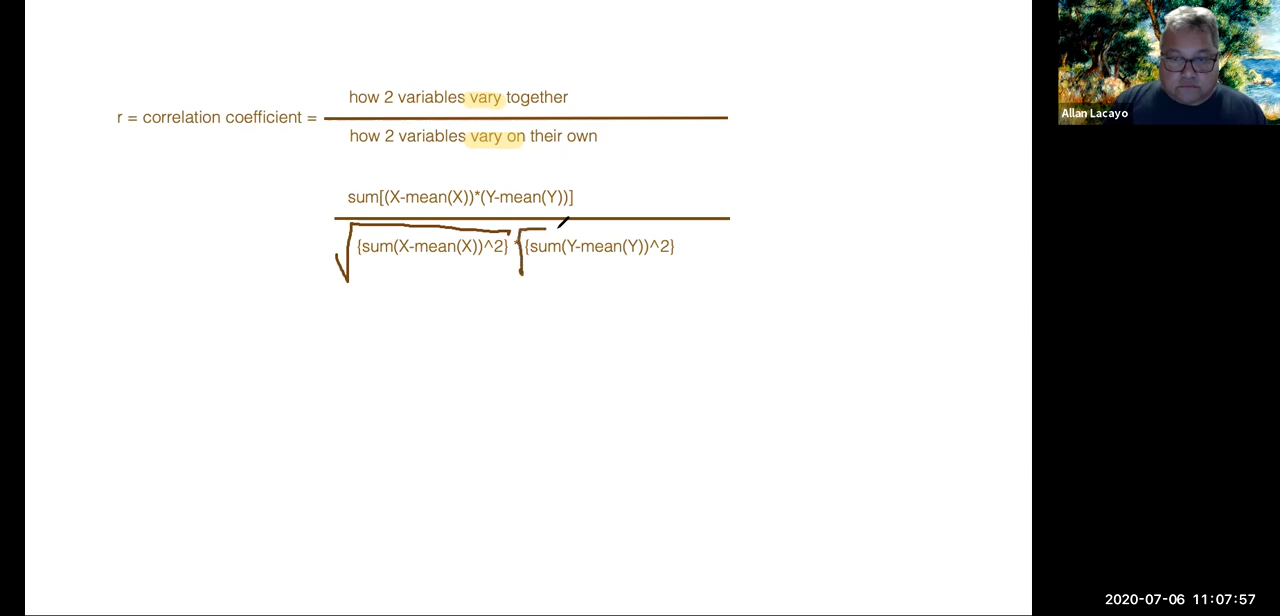 how 2 variables vary together
r = correlation coefficient =
how 2 variables vary on their own
sum[(X-mean(X))*(Y-mean(Y))]
√{sum(X-mean(X))^2} * √{sum(Y-mean(Y))^2}
Allan Lacayo
2020-07-06 11:07:57